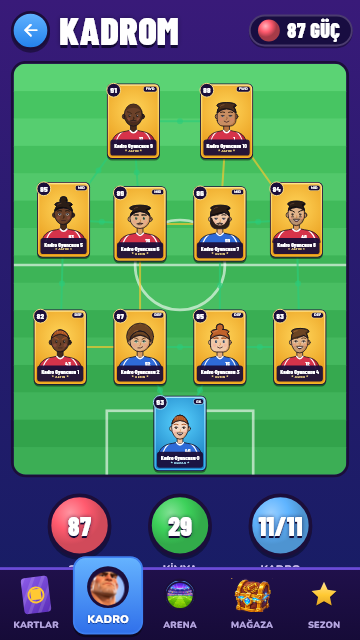 KADROM
87 GÜÇ
91 FWD
88 FWD
Kadro Oyuncusu 9
Kadro Oyuncusu 10
85 MID
86 MID
86 MID
84 MID
Kadro Oyuncusu 5
Kadro Oyuncusu 6
Kadro Oyuncusu 7
Kadro Oyuncusu 8
82 DEF
87 DEF
85 DEF
83 DEF
Kadro Oyuncusu 1
Kadro Oyuncusu 2
Kadro Oyuncusu 3
Kadro Oyuncusu 4
93 GK
Kadro Oyuncusu 0
87
29
11/11
KARTLAR
KADRO
ARENA
MAĞAZA
SEZON